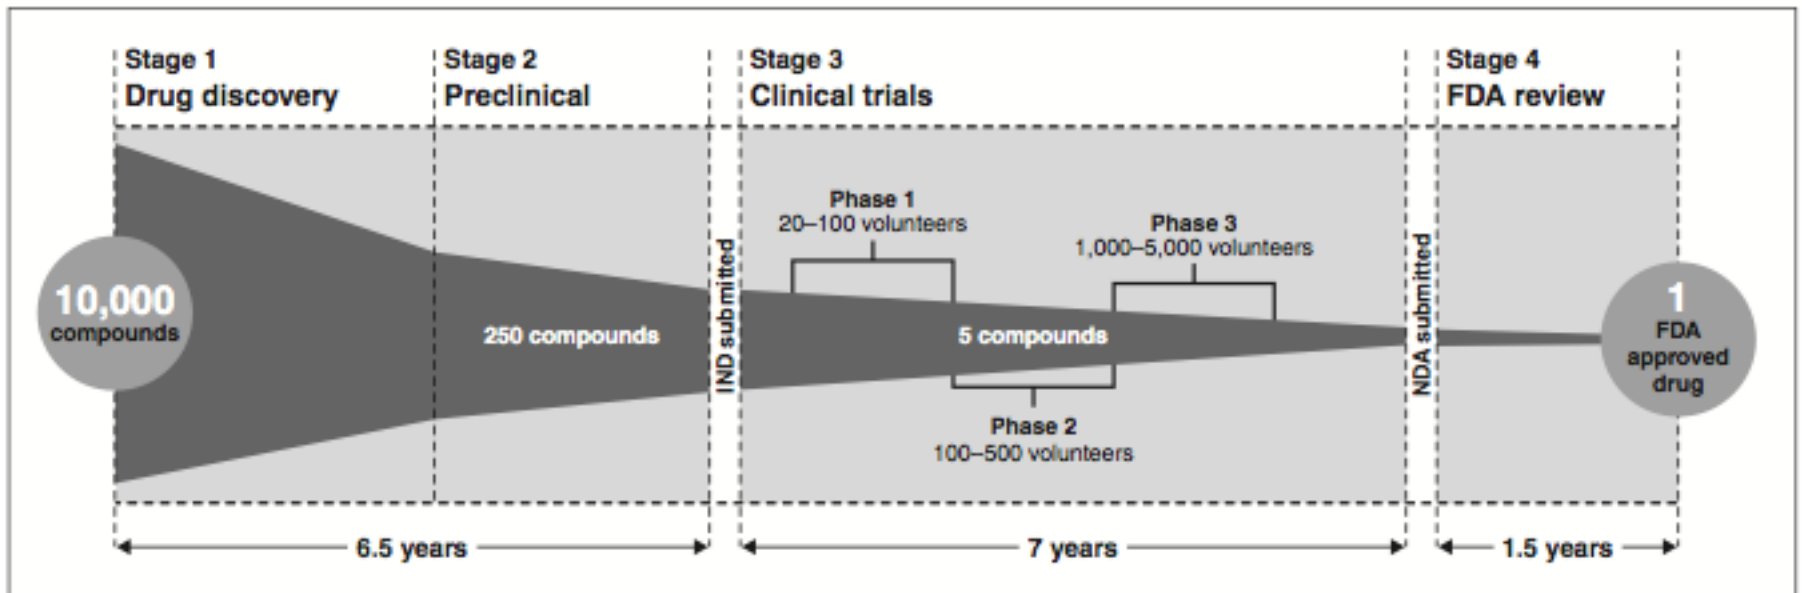 Stage 1
Drug discovery
Stage 2
Preclinical
Stage 3
Clinical trials
Stage 4
FDA review
10,000
compounds
250 compounds
IND submitted
Phase 1
20–100 volunteers
5 compounds
Phase 2
100–500 volunteers
Phase 3
1,000–5,000 volunteers
NDA submitted
1
FDA
approved
drug
6.5 years
7 years
1.5 years